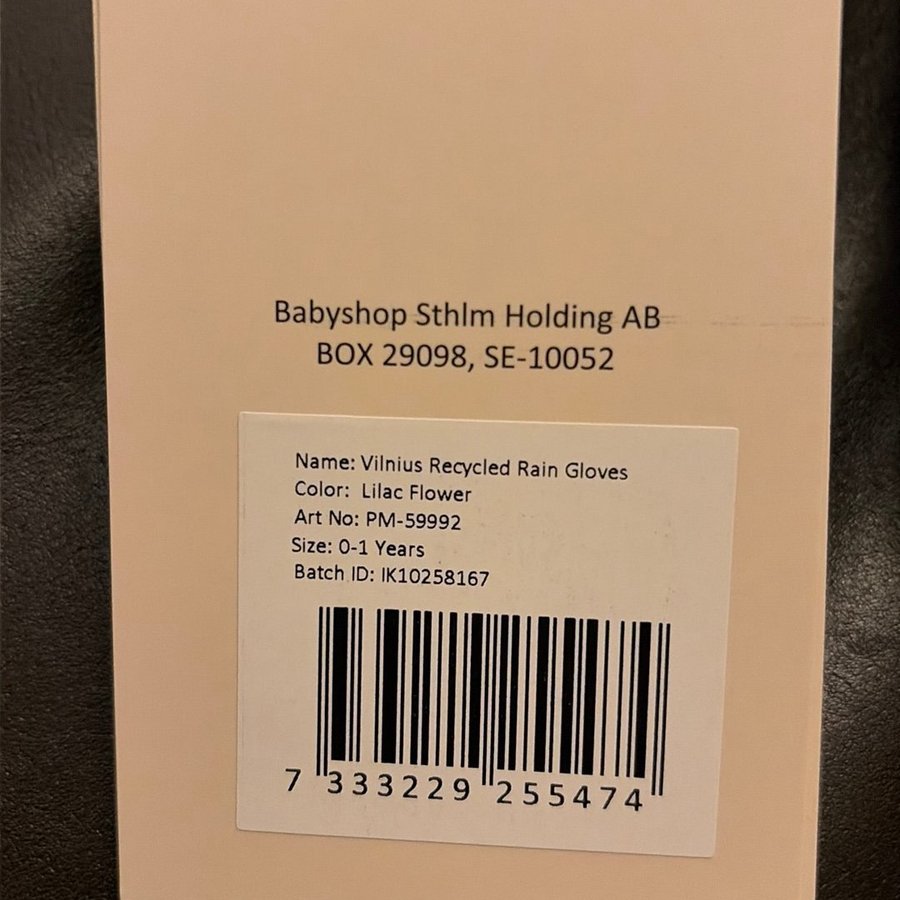 Babyshop Sthlm Holding AB
BOX 29098, SE-10052
Name: Vilnius Recycled Rain Gloves
Color: Lilac Flower
Art No: PM-59992
Size: 0-1 Years
Batch ID: IK10258167
7 333229 255474